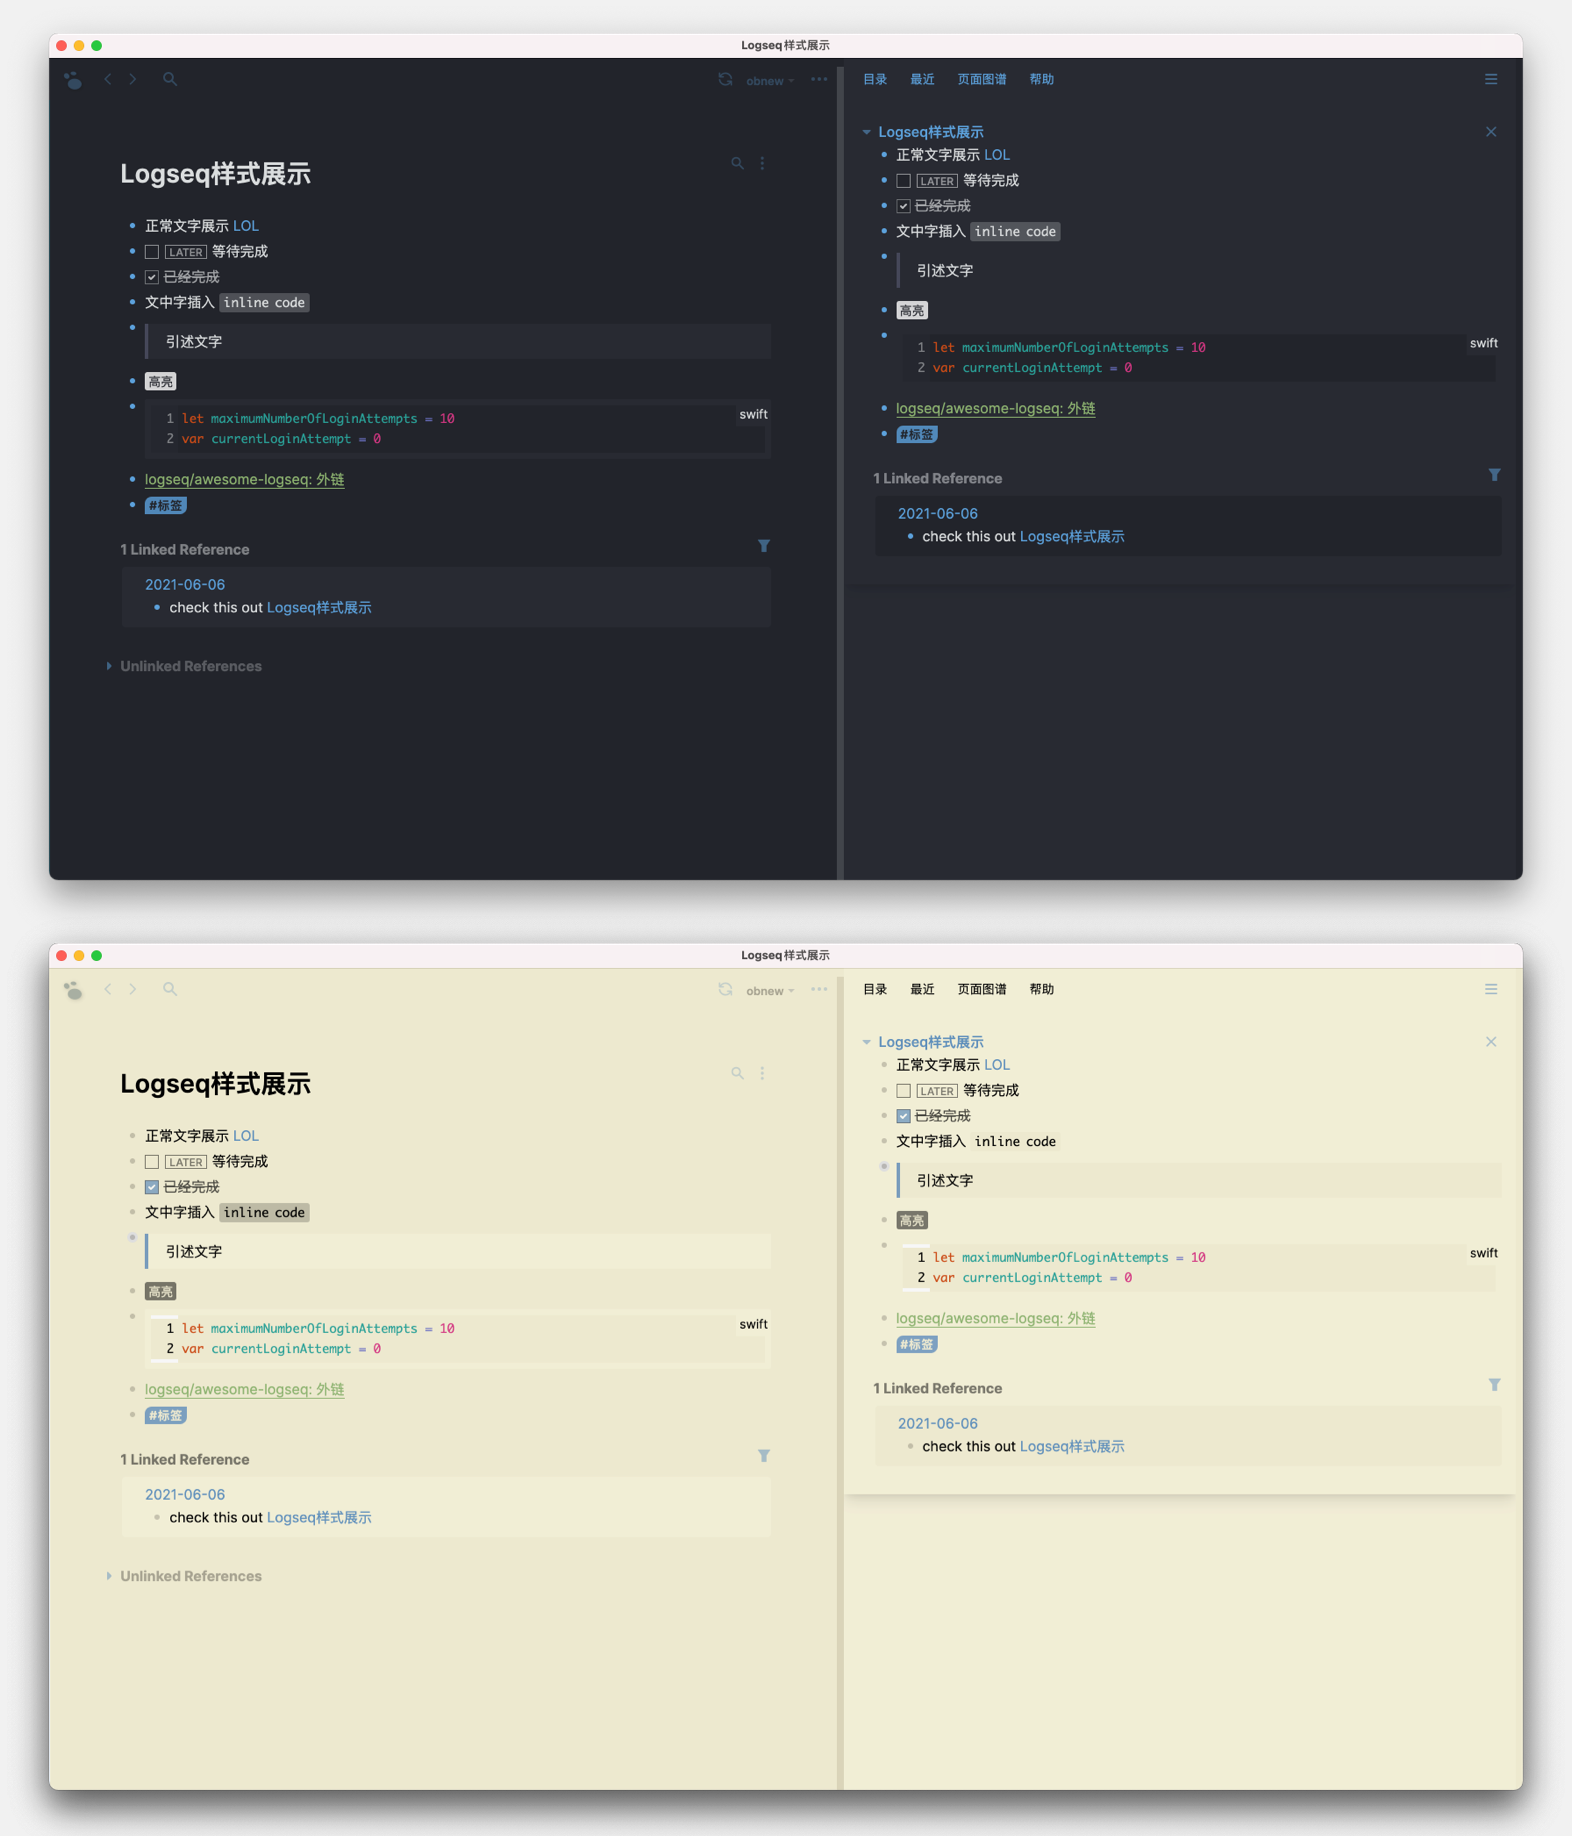 Logseq样式展示
obnew
目录 最近 页面图谱 帮助
Logseq样式展示
正常文字展示 LOL
LATER 等待完成
已经完成
文中字插入 inline code
引述文字
高亮
swift
1 let maximumNumberOfLoginAttempts = 10
2 var currentLoginAttempt = 0
logseq/awesome-logseq: 外链
#标签
1 Linked Reference
2021-06-06
check this out Logseq样式展示
Unlinked References
Logseq样式展示
正常文字展示 LOL
LATER 等待完成
已经完成
文中字插入 inline code
引述文字
高亮
swift
1 let maximumNumberOfLoginAttempts = 10
2 var currentLoginAttempt = 0
logseq/awesome-logseq: 外链
#标签
1 Linked Reference
2021-06-06
check this out Logseq样式展示
Logseq样式展示
obnew
目录 最近 页面图谱 帮助
Logseq样式展示
正常文字展示 LOL
LATER 等待完成
已经完成
文中字插入 inline code
引述文字
高亮
swift
1 let maximumNumberOfLoginAttempts = 10
2 var currentLoginAttempt = 0
logseq/awesome-logseq: 外链
#标签
1 Linked Reference
2021-06-06
check this out Logseq样式展示
Unlinked References
Logseq样式展示
正常文字展示 LOL
LATER 等待完成
已经完成
文中字插入 inline code
引述文字
高亮
swift
1 let maximumNumberOfLoginAttempts = 10
2 var currentLoginAttempt = 0
logseq/awesome-logseq: 外链
#标签
1 Linked Reference
2021-06-06
check this out Logseq样式展示